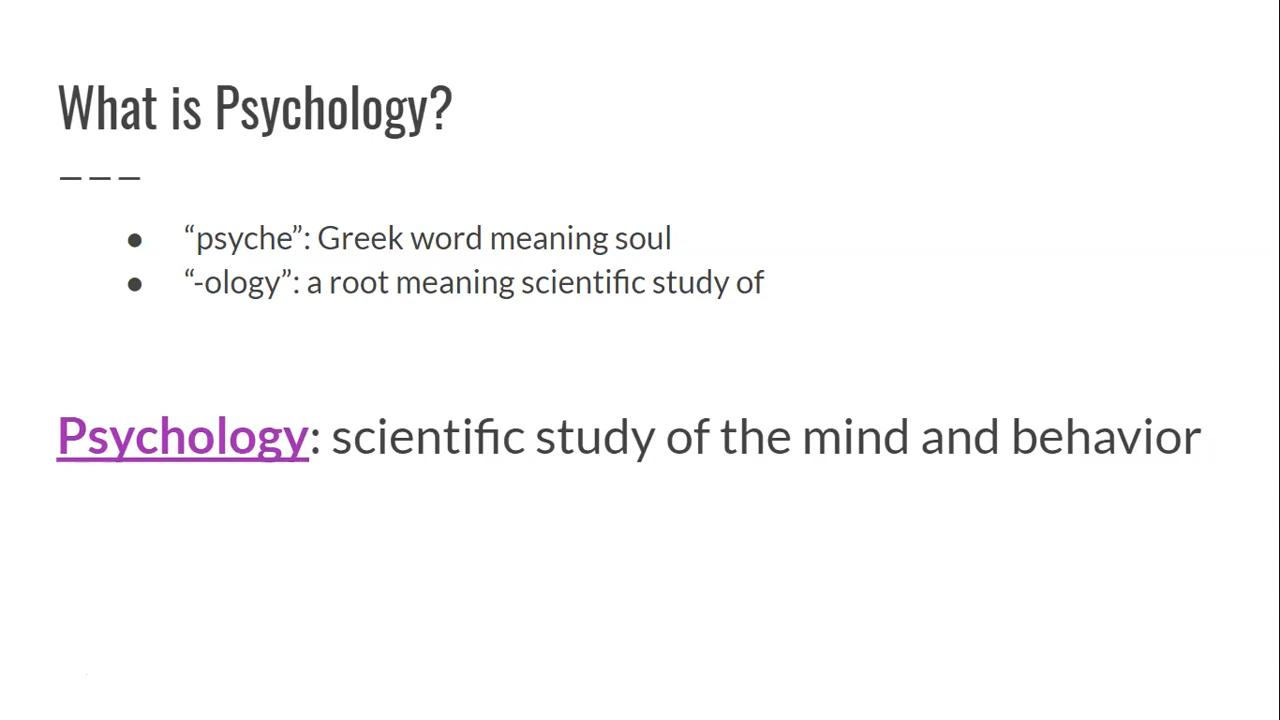 What is Psychology?
● “psyche”: Greek word meaning soul
● “-ology”: a root meaning scientific study of
Psychology: scientific study of the mind and behavior